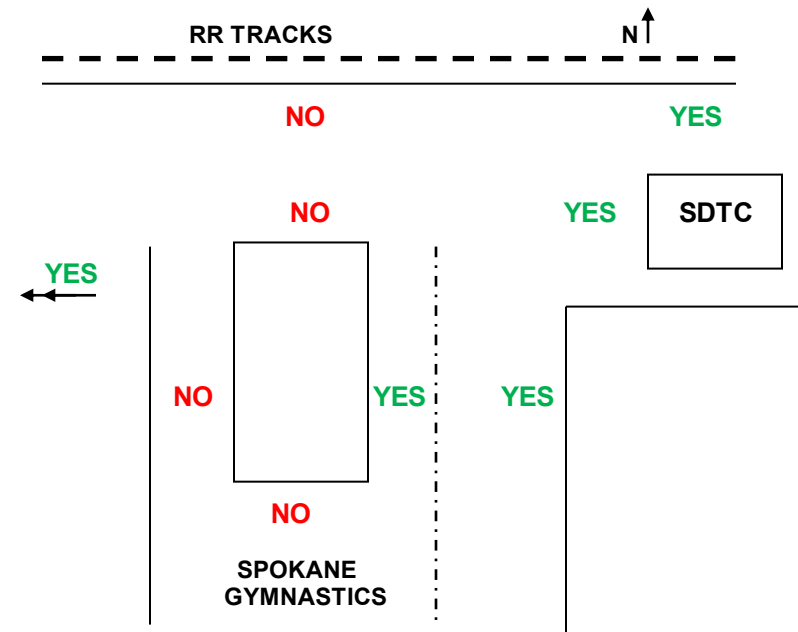 RR TRACKS
N
NO
YES
NO
YES
SDTC
YES
NO
YES
YES
NO
SPOKANE
GYMNASTICS